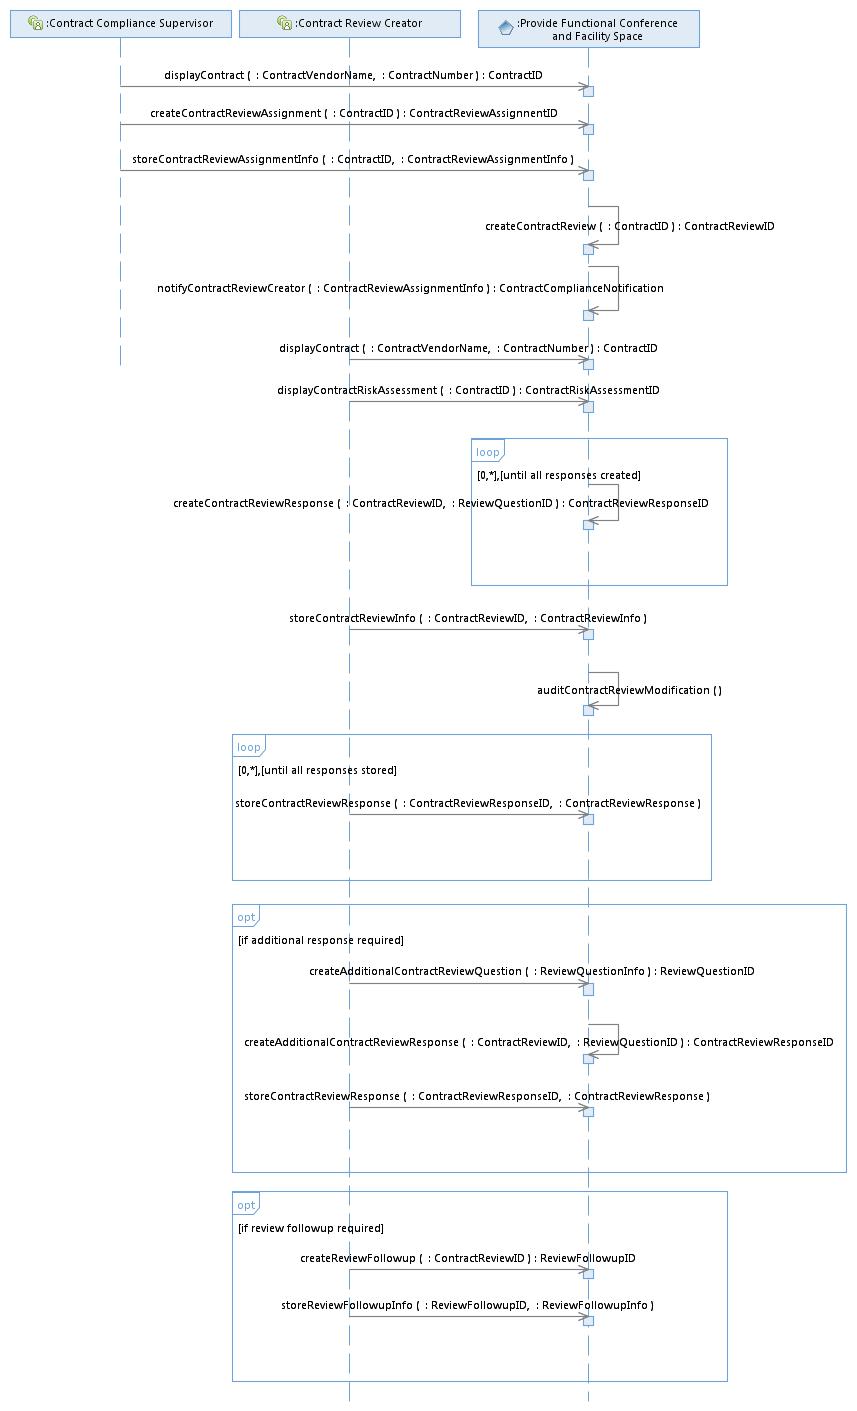 :Contract Compliance Supervisor
:Contract Review Creator
:Provide Functional Conference
and Facility Space
displayContract ( : ContractVendorName, : ContractNumber ) : ContractID
createContractReviewAssignment ( : ContractID ) : ContractReviewAssignnentID
storeContractReviewAssignmentInfo ( : ContractID, : ContractReviewAssignmentInfo )
createContractReview ( : ContractID ) : ContractReviewID
notifyContractReviewCreator ( : ContractReviewAssignmentInfo ) : ContractComplianceNotification
displayContract ( : ContractVendorName, : ContractNumber ) : ContractID
displayContractRiskAssessment ( : ContractID ) : ContractRiskAssessmentID
loop
[0,*],[until all responses created]
createContractReviewResponse ( : ContractReviewID, : ReviewQuestionID ) : ContractReviewResponseID
storeContractReviewInfo ( : ContractReviewID, : ContractReviewInfo )
auditContractReviewModification ( )
loop
[0,*],[until all responses stored]
storeContractReviewResponse ( : ContractReviewResponseID, : ContractReviewResponse )
opt
[if additional response required]
createAdditionalContractReviewQuestion ( : ReviewQuestionInfo ) : ReviewQuestionID
createAdditionalContractReviewResponse ( : ContractReviewID, : ReviewQuestionID ) : ContractReviewResponseID
storeContractReviewResponse ( : ContractReviewResponseID, : ContractReviewResponse )
opt
[if review followup required]
createReviewFollowup ( : ContractReviewID ) : ReviewFollowupID
storeReviewFollowupInfo ( : ReviewFollowupID, : ReviewFollowupInfo )